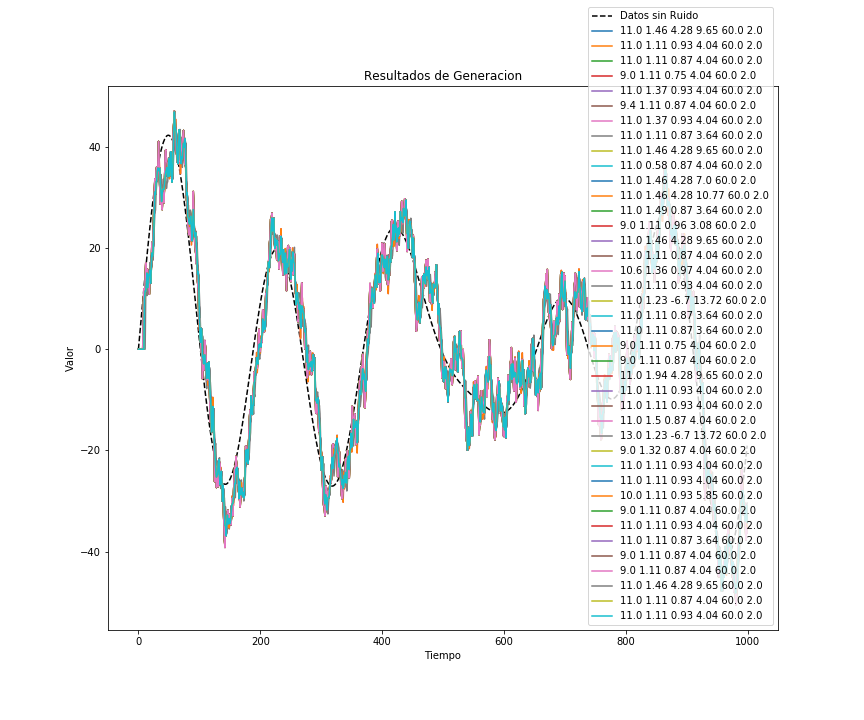 Datos sin Ruido
11.0 1.46 4.28 9.65 60.0 2.0
11.0 1.11 0.93 4.04 60.0 2.0
11.0 1.11 0.87 4.04 60.0 2.0
9.0 1.11 0.75 4.04 60.0 2.0
11.0 1.37 0.93 4.04 60.0 2.0
9.4 1.11 0.87 4.04 60.0 2.0
11.0 1.37 0.93 4.04 60.0 2.0
11.0 1.11 0.87 3.64 60.0 2.0
11.0 1.46 4.28 9.65 60.0 2.0
11.0 0.58 0.87 4.04 60.0 2.0
11.0 1.46 4.28 7.0 60.0 2.0
11.0 1.46 4.28 10.77 60.0 2.0
11.0 1.49 0.87 3.64 60.0 2.0
9.0 1.11 0.96 3.08 60.0 2.0
11.0 1.46 4.28 9.65 60.0 2.0
11.0 1.11 0.87 4.04 60.0 2.0
10.6 1.36 0.97 4.04 60.0 2.0
11.0 1.11 0.93 4.04 60.0 2.0
11.0 1.23 -6.7 13.72 60.0 2.0
11.0 1.11 0.87 3.64 60.0 2.0
11.0 1.11 0.87 3.64 60.0 2.0
9.0 1.11 0.75 4.04 60.0 2.0
9.0 1.11 0.87 4.04 60.0 2.0
11.0 1.94 4.28 9.65 60.0 2.0
11.0 1.11 0.93 4.04 60.0 2.0
11.0 1.11 0.93 4.04 60.0 2.0
11.0 1.5 0.87 4.04 60.0 2.0
13.0 1.23 -6.7 13.72 60.0 2.0
9.0 1.32 0.87 4.04 60.0 2.0
11.0 1.11 0.93 4.04 60.0 2.0
11.0 1.11 0.93 4.04 60.0 2.0
10.0 1.11 0.93 5.85 60.0 2.0
9.0 1.11 0.87 4.04 60.0 2.0
11.0 1.11 0.93 4.04 60.0 2.0
11.0 1.11 0.87 3.64 60.0 2.0
9.0 1.11 0.87 4.04 60.0 2.0
9.0 1.11 0.87 4.04 60.0 2.0
11.0 1.46 4.28 9.65 60.0 2.0
11.0 1.11 0.87 4.04 60.0 2.0
11.0 1.11 0.93 4.04 60.0 2.0
Resultados de Generacion
40
20
0
−20
−40
Valor
0 200 400 600 800 1000
Tiempo